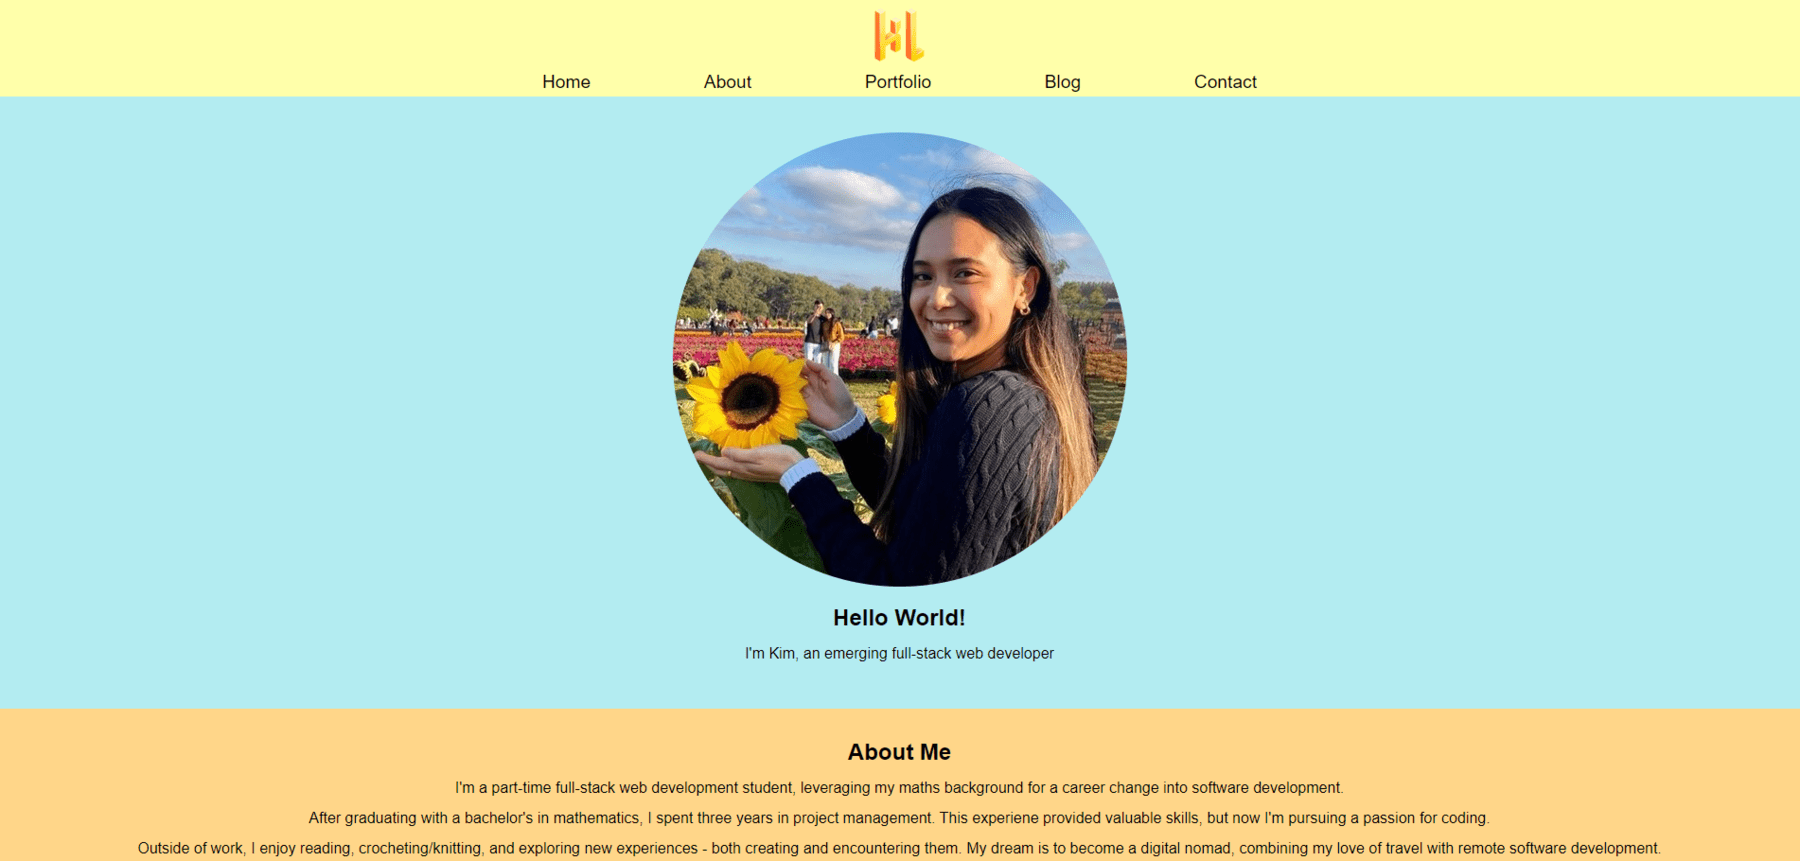 KL
Home About Portfolio Blog Contact
Hello World!
I'm Kim, an emerging full-stack web developer
About Me
I'm a part-time full-stack web development student, leveraging my maths background for a career change into software development.
After graduating with a bachelor's in mathematics, I spent three years in project management. This experiene provided valuable skills, but now I'm pursuing a passion for coding.
Outside of work, I enjoy reading, crocheting/knitting, and exploring new experiences - both creating and encountering them. My dream is to become a digital nomad, combining my love of travel with remote software development.